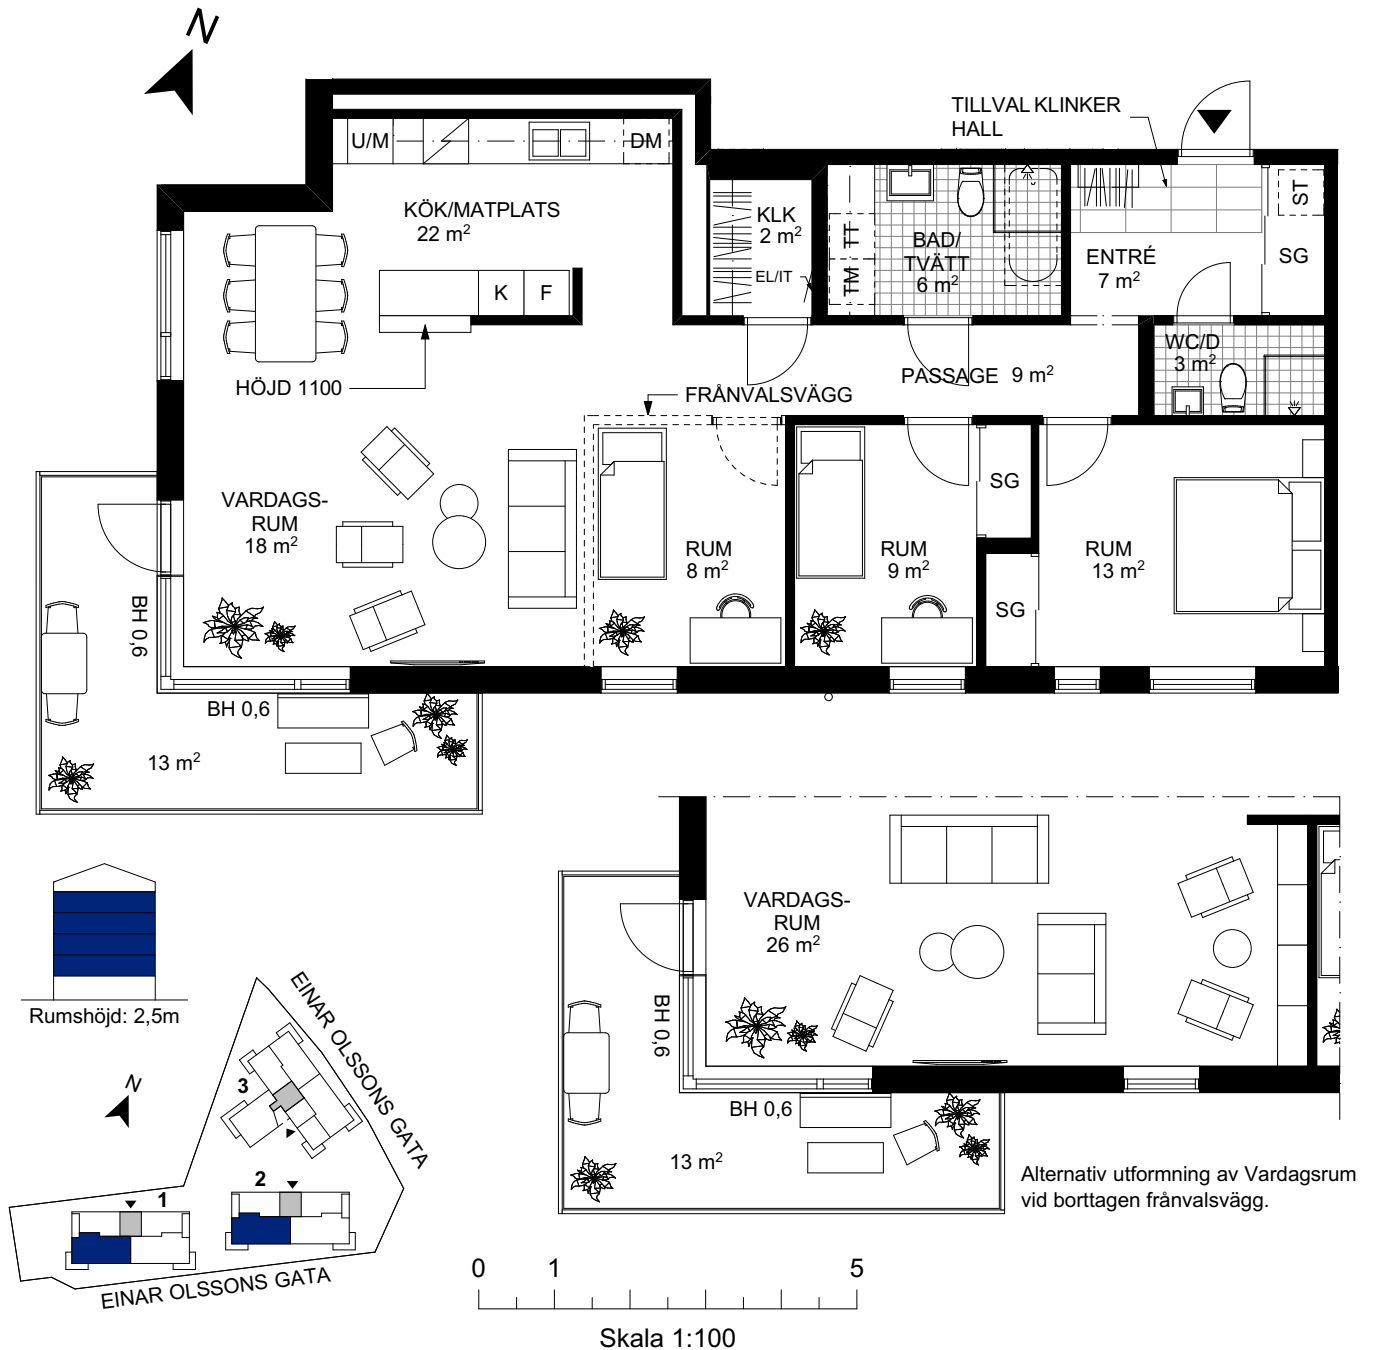 N
TILLVAL KLINKER
HALL
U/M
DM
KÖK/MATPLATS
22 m²
KLK
2 m²
EL/IT
TT
TM
BAD/
TVÄTT
6 m²
ENTRÉ
7 m²
ST
SG
K
F
HÖJD 1100
WC/D
3 m²
PASSAGE 9 m²
FRÅNVALSVÄGG
VARDAGS-
RUM
18 m²
RUM
8 m²
RUM
9 m²
SG
SG
RUM
13 m²
BH 0,6
BH 0,6
13 m²
VARDAGS-
RUM
26 m²
BH 0,6
BH 0,6
13 m²
Alternativ utformning av Vardagsrum
vid borttagen frånvalsvägg.
Rumshöjd: 2,5m
N
EINAR OLSSONS GATA
3
2
1
EINAR OLSSONS GATA
0 1 5
Skala 1:100